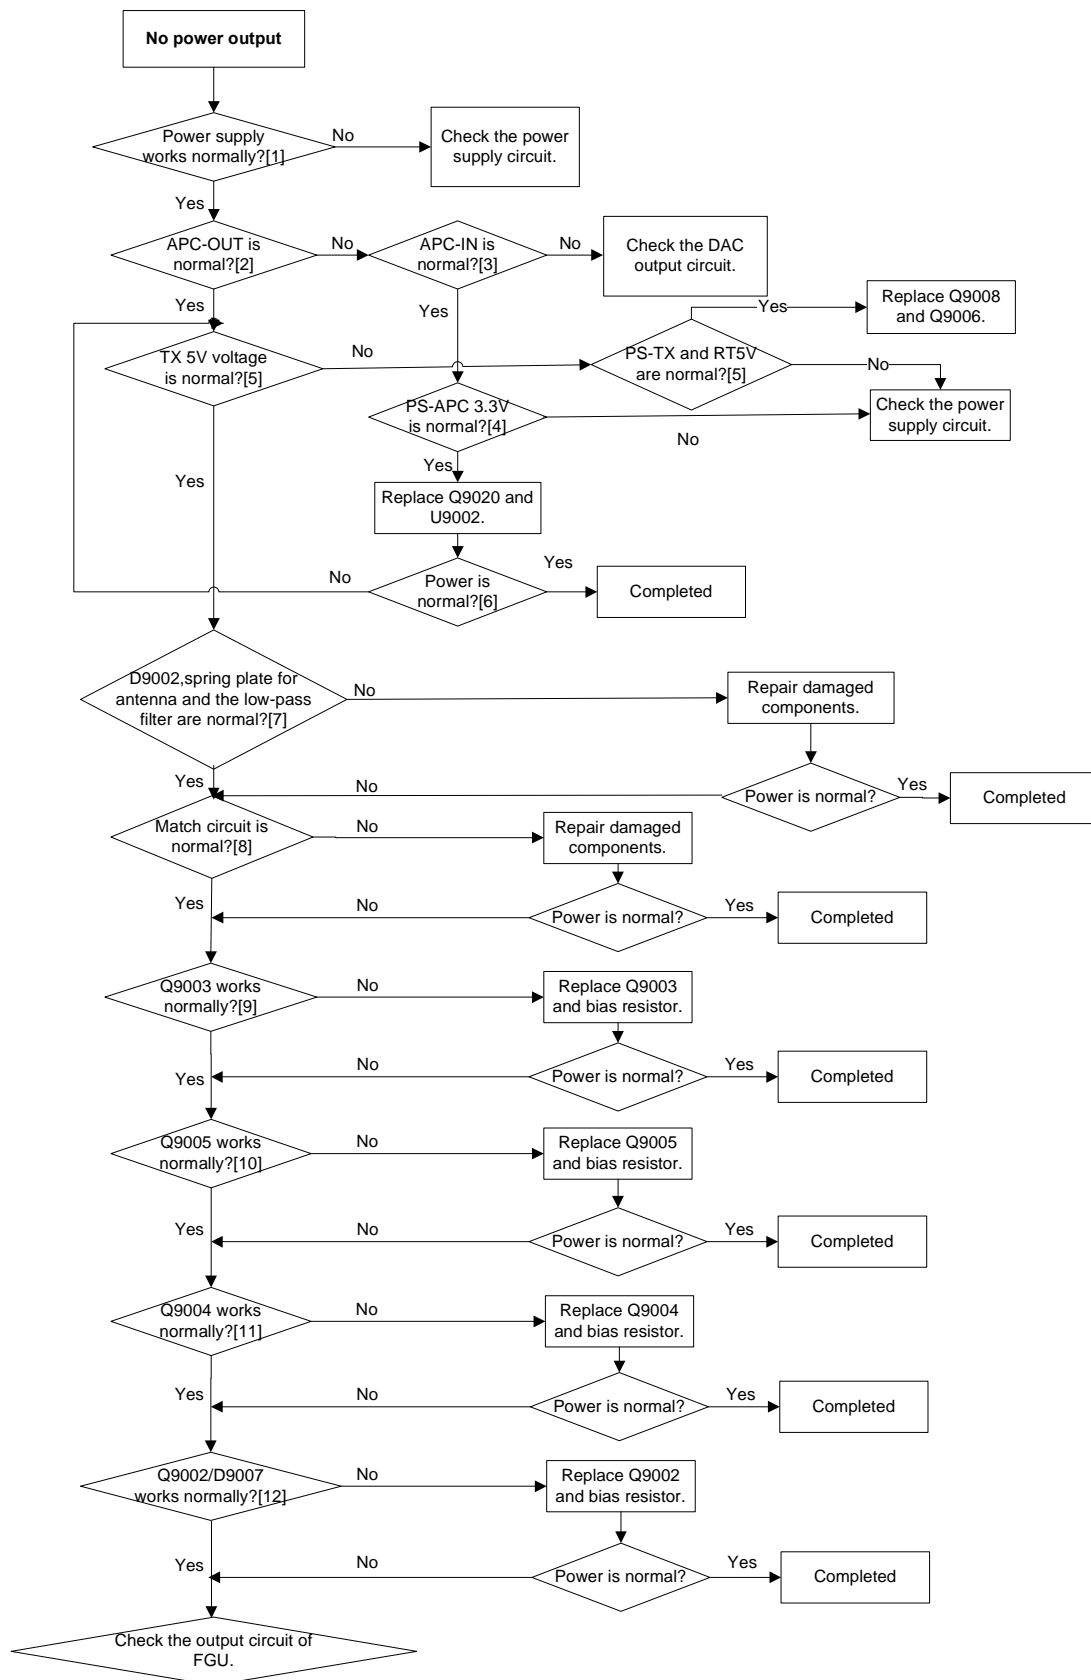 No power output
Power supply
works normally?[1]
No
Check the power
supply circuit.
Yes
APC-OUT is
normal?[2]
No
APC-IN is
normal?[3]
No
Check the DAC
output circuit.
Yes
Yes
Yes
Replace Q9008
and Q9006.
TX 5V voltage
is normal?[5]
No
PS-TX and RT5V
are normal?[5]
No
PS-APC 3.3V
is normal?[4]
No
Check the power
supply circuit.
Yes
Yes
Replace Q9020 and
U9002.
No
Power is
normal?[6]
Yes
Completed
D9002,spring plate for
antenna and the low-pass
filter are normal?[7]
No
Repair damaged
components.
Yes
No
Power is normal?
Yes
Completed
Match circuit is
normal?[8]
No
Repair damaged
components.
Yes
No
Power is normal?
Yes
Completed
Q9003 works
normally?[9]
No
Replace Q9003
and bias resistor.
Yes
No
Power is normal?
Yes
Completed
Q9005 works
normally?[10]
No
Replace Q9005
and bias resistor.
Yes
No
Power is normal?
Yes
Completed
Q9004 works
normally?[11]
No
Replace Q9004
and bias resistor.
Yes
No
Power is normal?
Yes
Completed
Q9002/D9007
works normally?[12]
No
Replace Q9002
and bias resistor.
Yes
No
Power is normal?
Yes
Completed
Check the output circuit of
FGU.